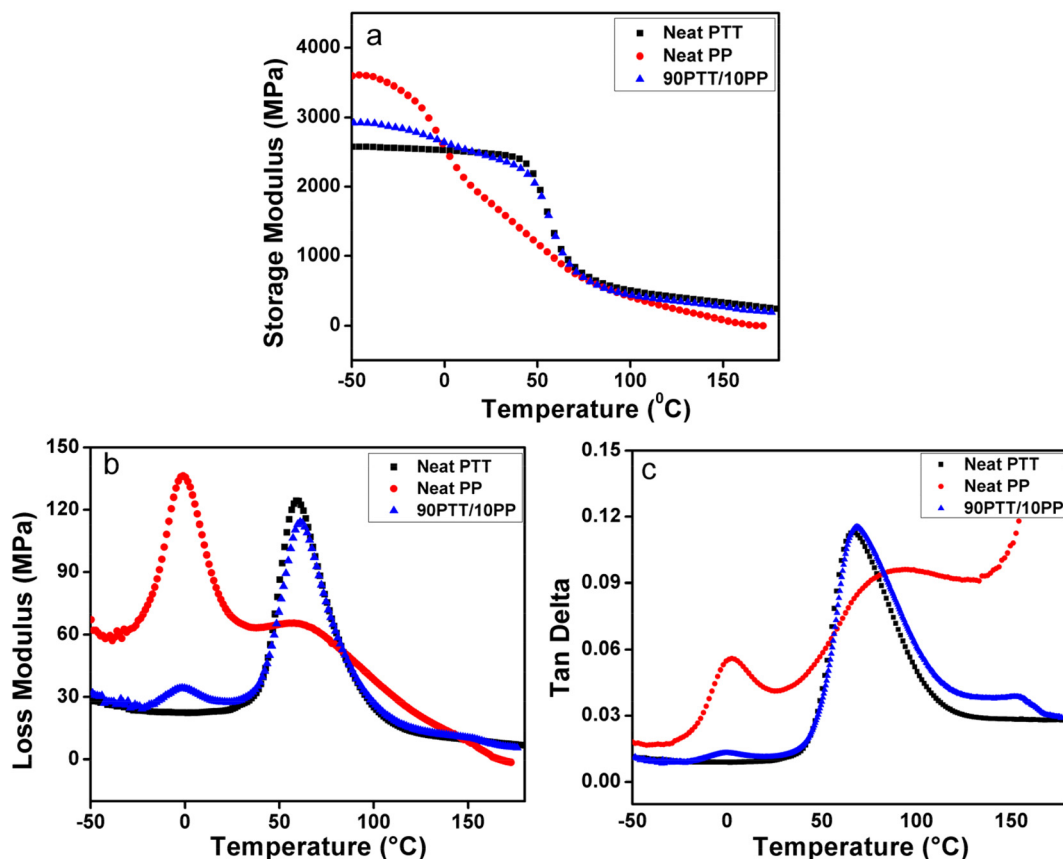 a
Neat PTT
Neat PP
90PTT/10PP
Storage Modulus (MPa)
4000
3000
2000
1000
0
-50 0 50 100 150
Temperature (⁰C)
b
Neat PTT
Neat PP
90PTT/10PP
Loss Modulus (MPa)
150
120
90
60
30
0
-50 0 50 100 150
Temperature (°C)
c
Neat PTT
Neat PP
90PTT/10PP
Tan Delta
0.15
0.12
0.09
0.06
0.03
0.00
-50 0 50 100 150
Temperature (°C)